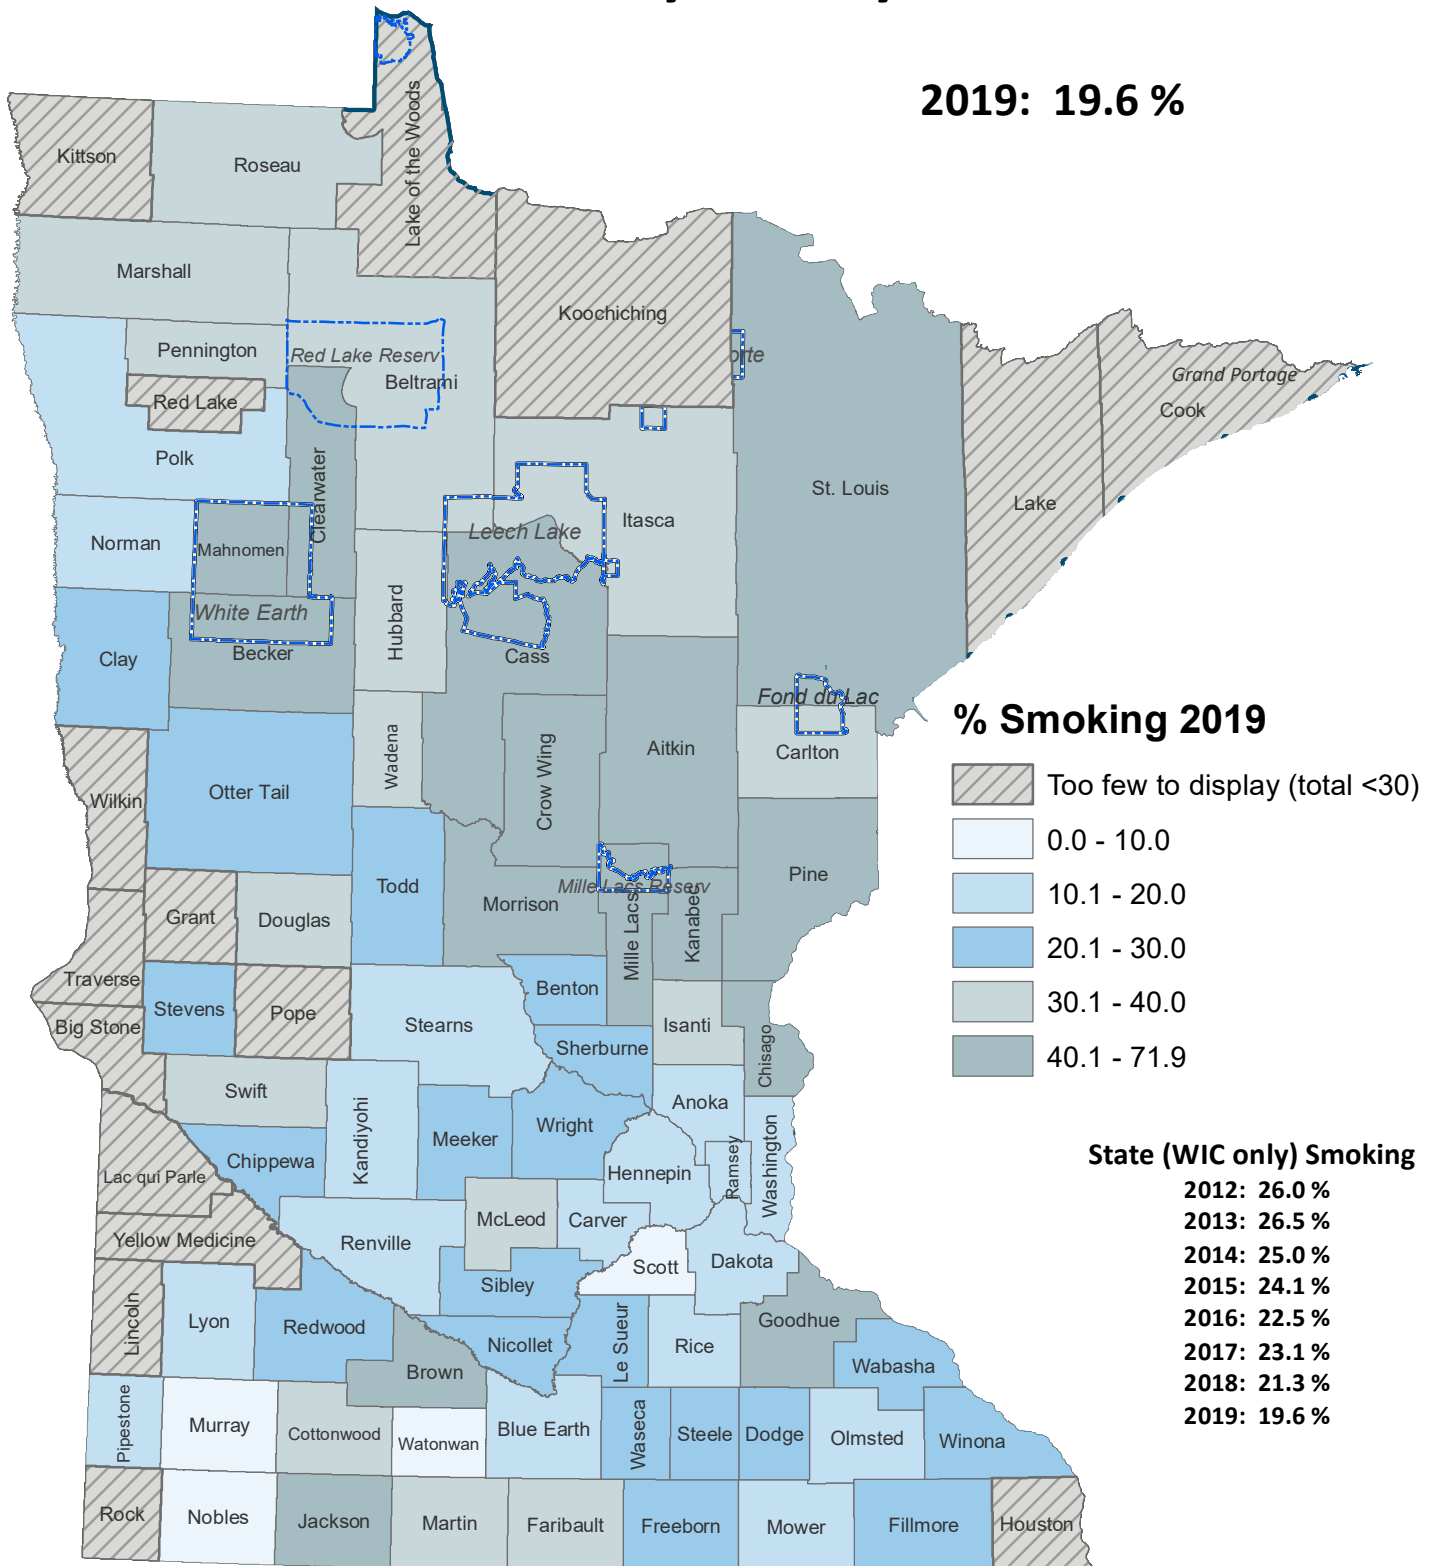 2019: 19.6 %
Kittson
Roseau
Lake of the Woods
Marshall
Koochiching
Pennington
Red Lake Reserv
Beltrami
Red Lake
Grand Portage
Cook
Polk
Clearwater
St. Louis
Lake
Norman
Mahnomen
Leech Lake
Itasca
White Earth
Hubbard
Clay
Becker
Cass
Fond du Lac
Carlton
Wadena
Crow Wing
Aitkin
Wilkin
Otter Tail
Todd
Morrison
Mille Lacs Reserv
Pine
Grant
Douglas
Mille Lacs
Kanabec
Traverse
Stevens
Pope
Benton
Big Stone
Stearns
Isanti
Sherburne
Chisago
Swift
Kandiyohi
Meeker
Wright
Anoka
Chippewa
Lac qui Parle
Hennepin
Ramsey
Washington
McLeod
Carver
Yellow Medicine
Renville
Scott
Dakota
Sibley
Lincoln
Lyon
Redwood
Nicollet
Le Sueur
Rice
Goodhue
Brown
Wabasha
Pipestone
Murray
Cottonwood
Watonwan
Blue Earth
Waseca
Steele
Dodge
Olmsted
Winona
Rock
Nobles
Jackson
Martin
Faribault
Freeborn
Mower
Fillmore
Houston
% Smoking 2019
Too few to display (total <30)
0.0 - 10.0
10.1 - 20.0
20.1 - 30.0
30.1 - 40.0
40.1 - 71.9
State (WIC only) Smoking
2012: 26.0 %
2013: 26.5 %
2014: 25.0 %
2015: 24.1 %
2016: 22.5 %
2017: 23.1 %
2018: 21.3 %
2019: 19.6 %